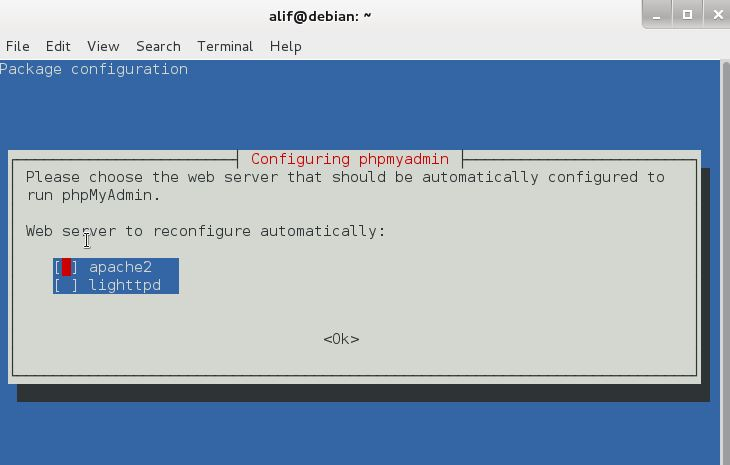 alif@debian: ~
File Edit View Search Terminal Help
Package configuration
Configuring phpmyadmin
Please choose the web server that should be automatically configured to
run phpMyAdmin.
Web server to reconfigure automatically:
[ ] apache2
[ ] lighttpd
<Ok>